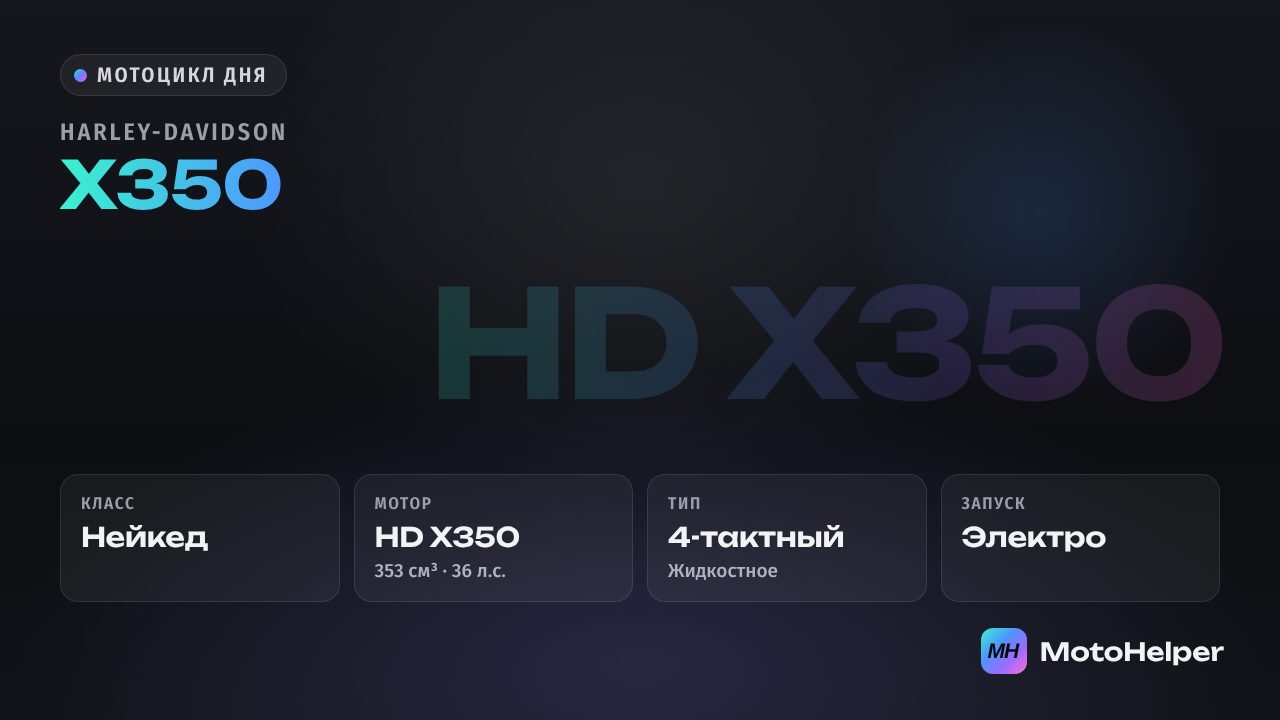 МОТОЦИКЛ ДНЯ
HARLEY-DAVIDSON
X350
HD X350
КЛАСС
Нейкед
МОТОР
HD X350
353 см³ · 36 л.с.
ТИП
4-тактный
Жидкостное
ЗАПУСК
Электро
MH MotoHelper